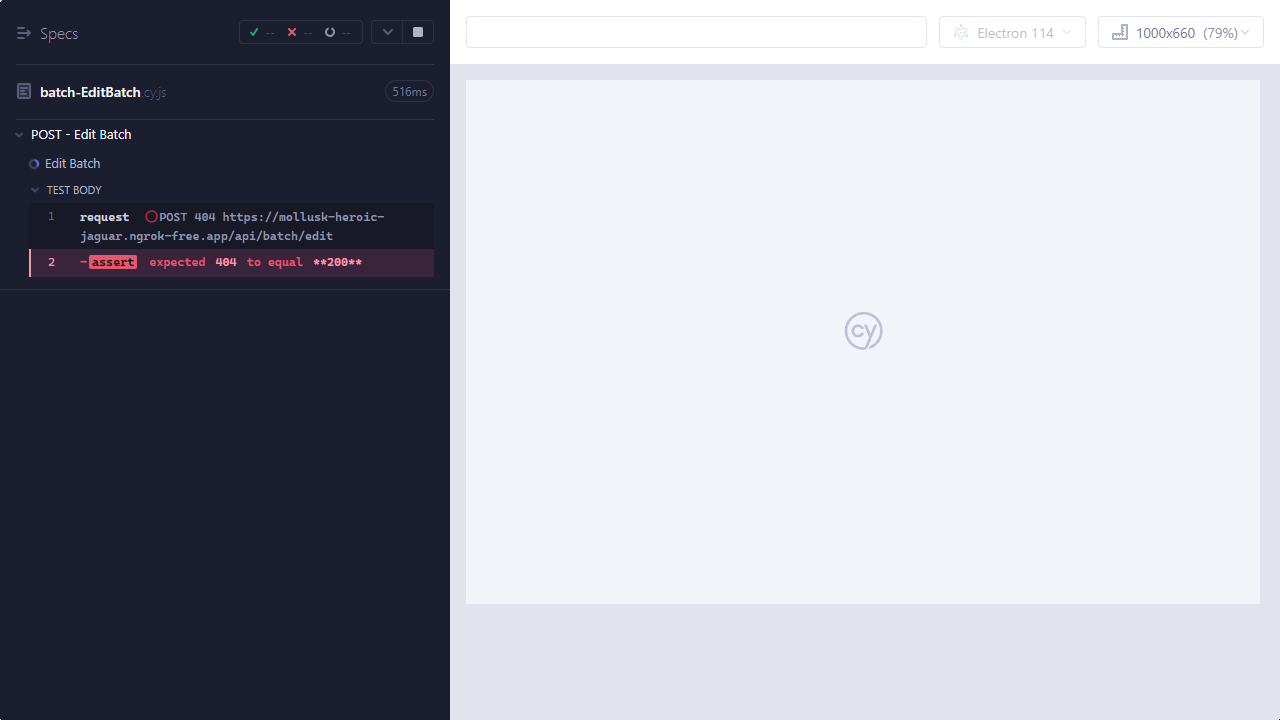 Specs
--
--
--
batch-EditBatch.cy.js
516ms
POST - Edit Batch
Edit Batch
TEST BODY
1 request POST 404 https://mollusk-heroic-
jaguar.ngrok-free.app/api/batch/edit
2 -assert expected 404 to equal **200**
Electron 114
1000x660 (79%)
cy